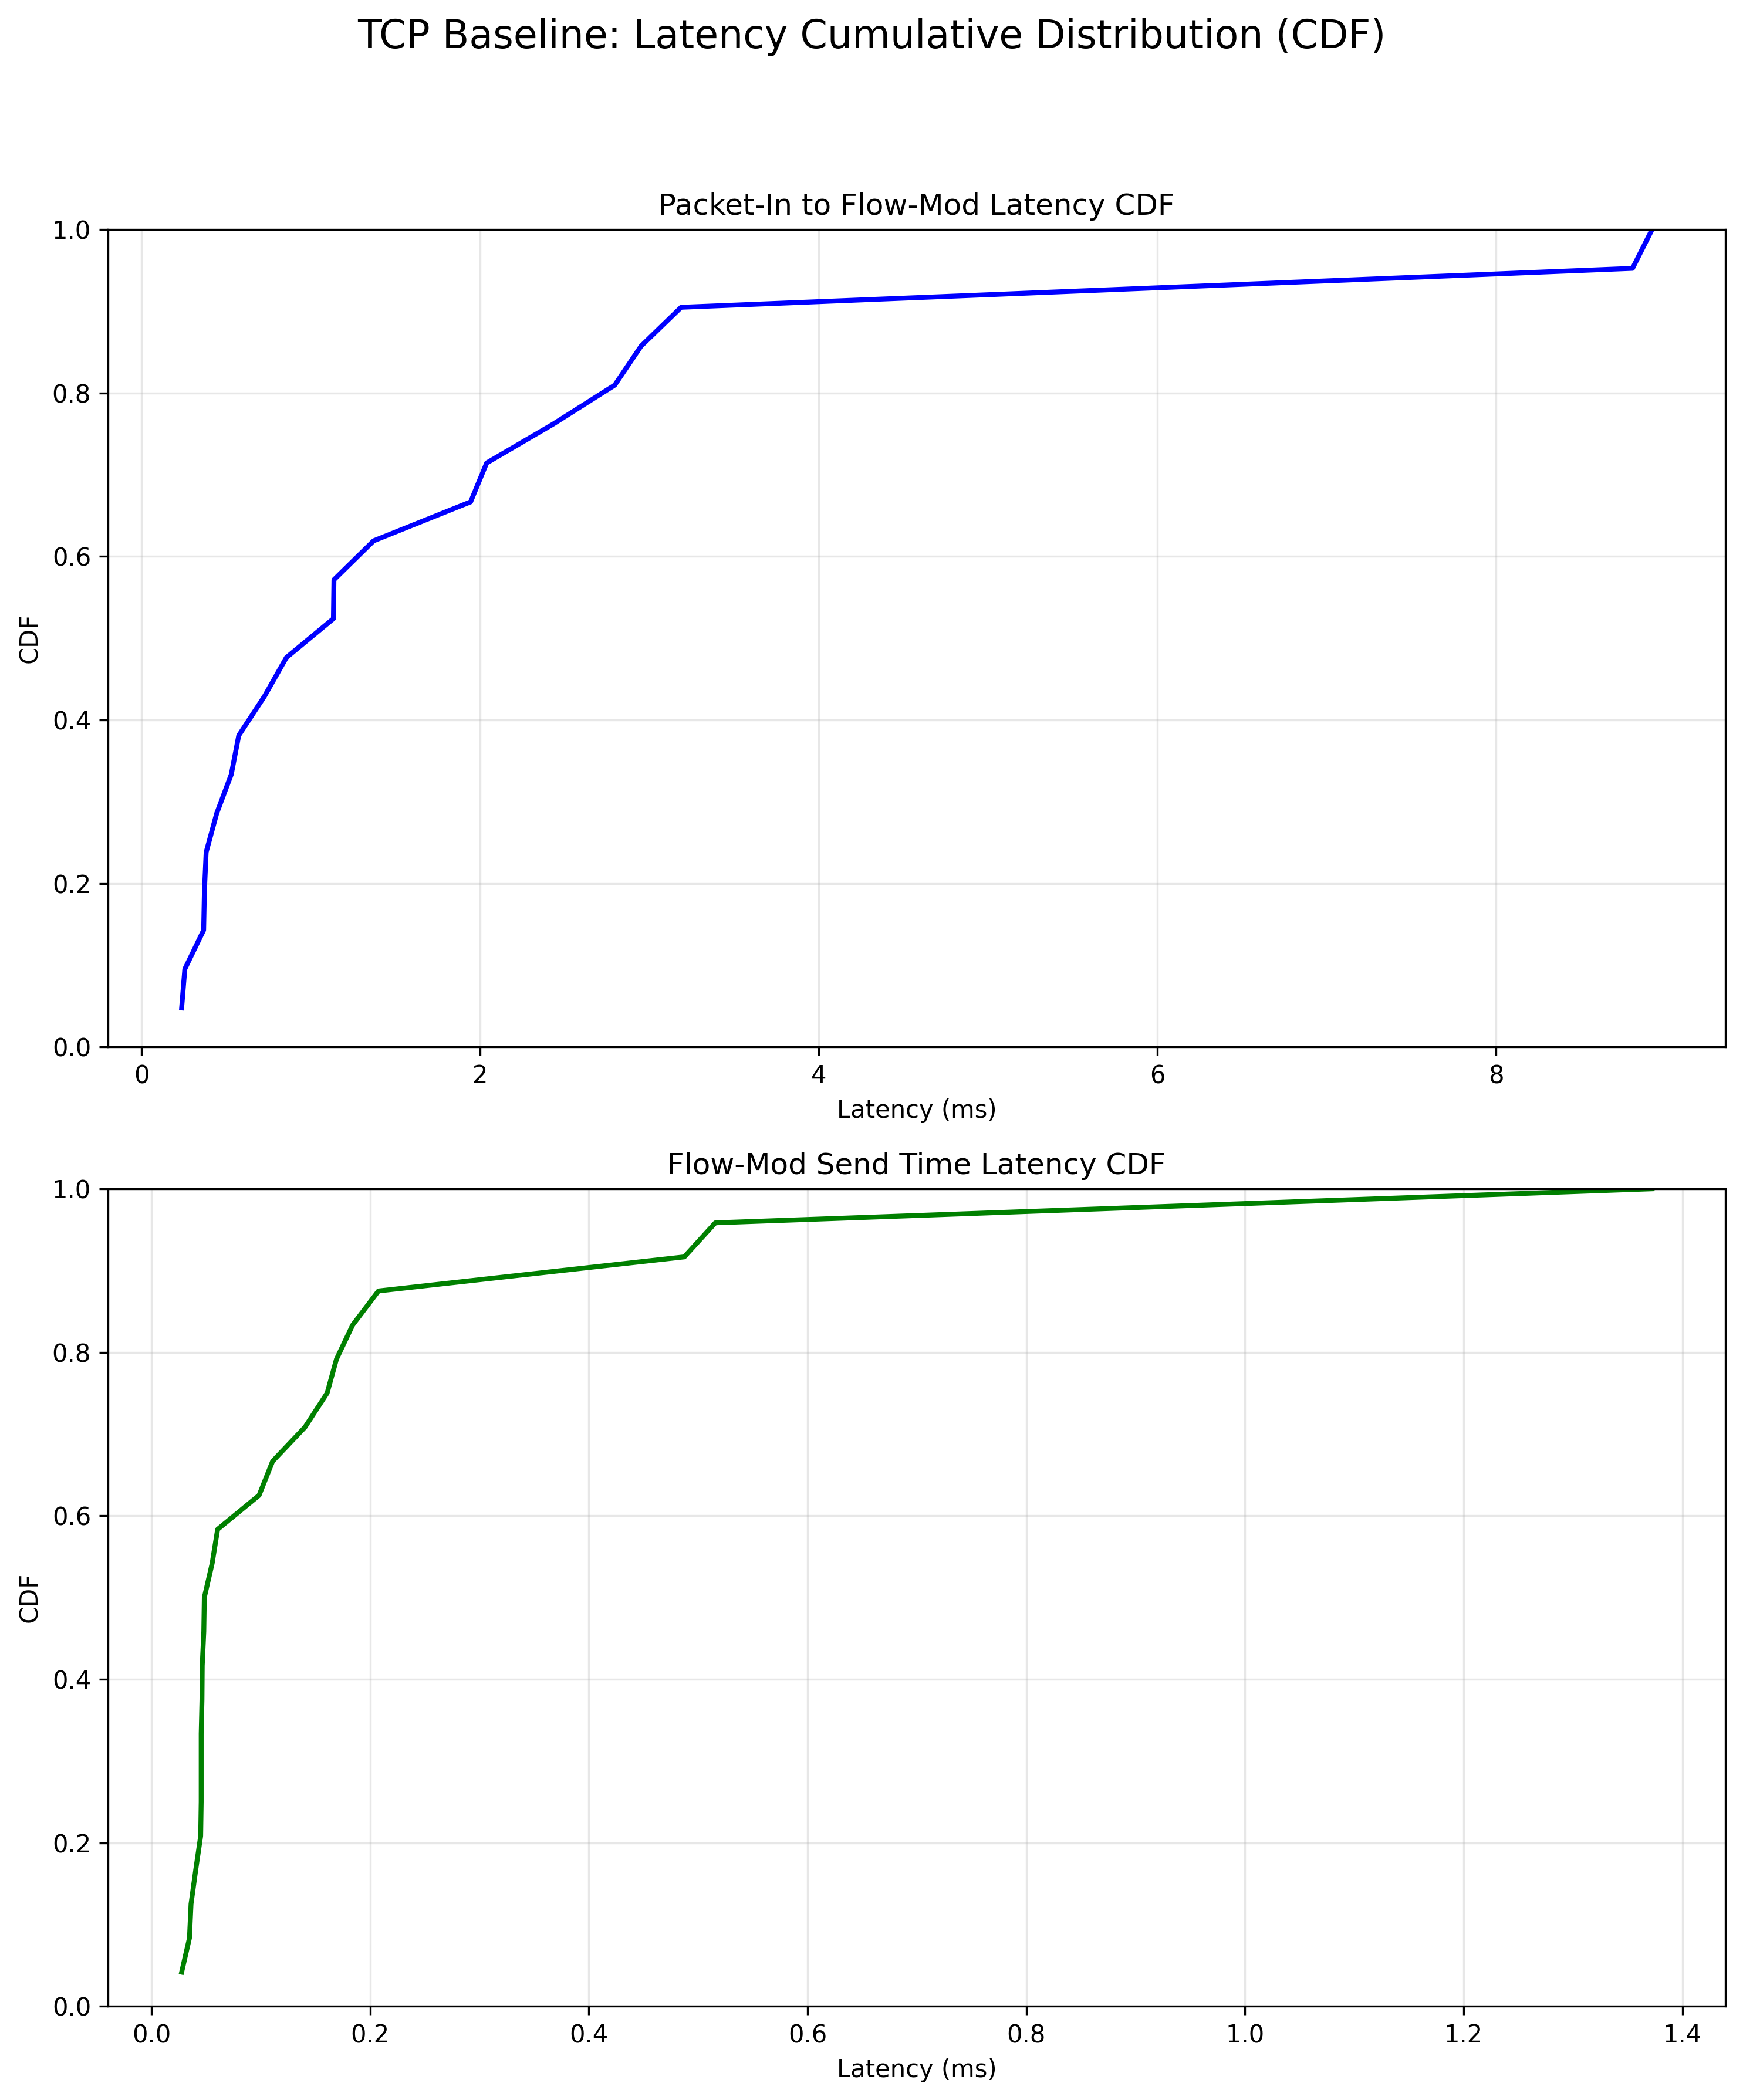 TCP Baseline: Latency Cumulative Distribution (CDF)
Packet-In to Flow-Mod Latency CDF
1.0
0.8
0.6
0.4
0.2
0.0
CDF
0 2 4 6 8
Latency (ms)
Flow-Mod Send Time Latency CDF
1.0
0.8
0.6
0.4
0.2
0.0
CDF
0.0 0.2 0.4 0.6 0.8 1.0 1.2 1.4
Latency (ms)